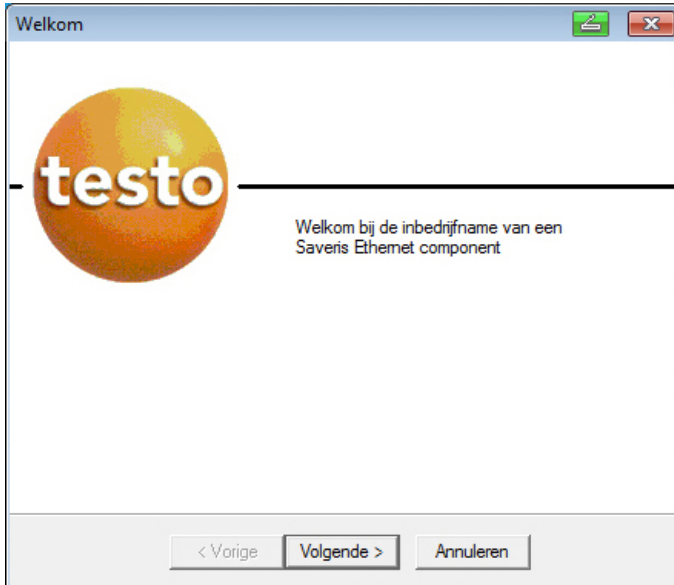 Welkom
testo
Welkom bij de inbedrijfname van een
Saveris Ethernet component
< Vorige
Volgende >
Annuleren